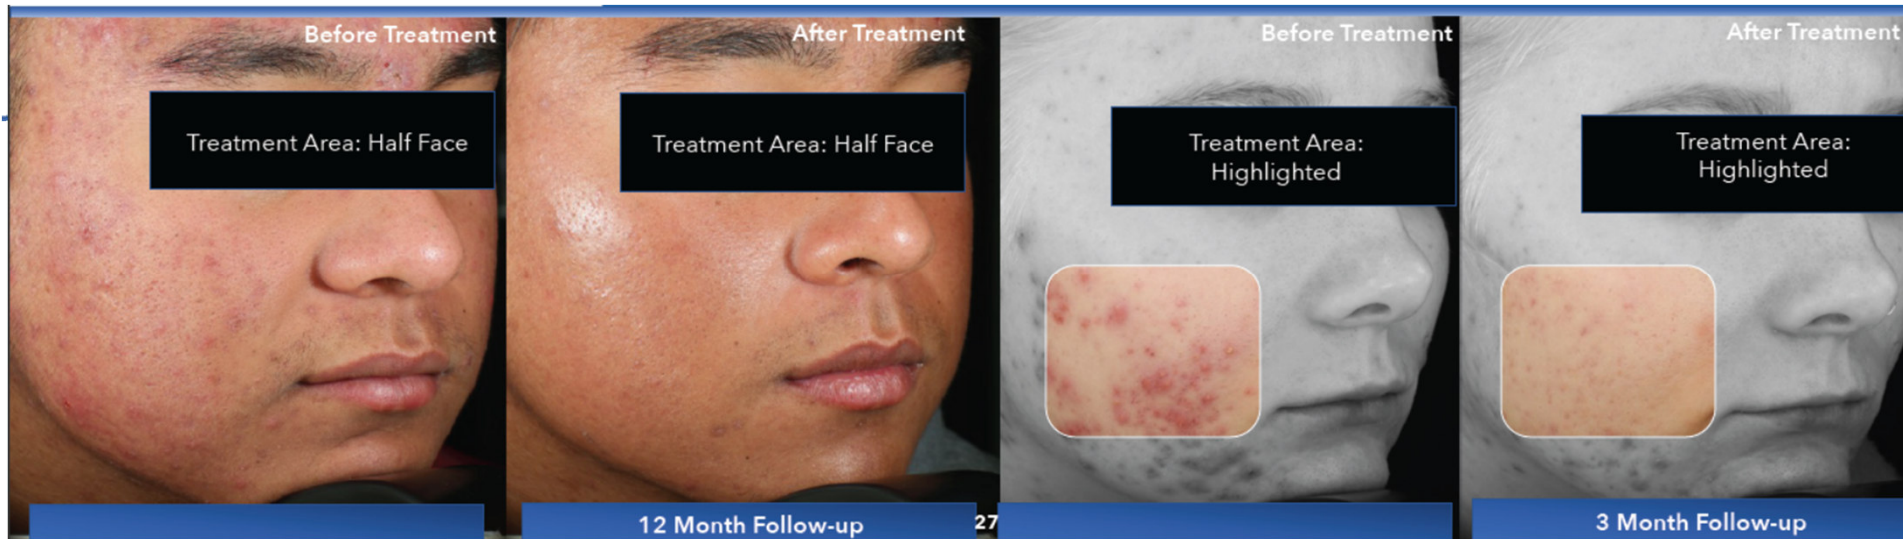 Before Treatment
After Treatment
Before Treatment
After Treatment
Treatment Area: Half Face
Treatment Area: Half Face
Treatment Area:
Highlighted
Treatment Area:
Highlighted
12 Month Follow-up
27
3 Month Follow-up